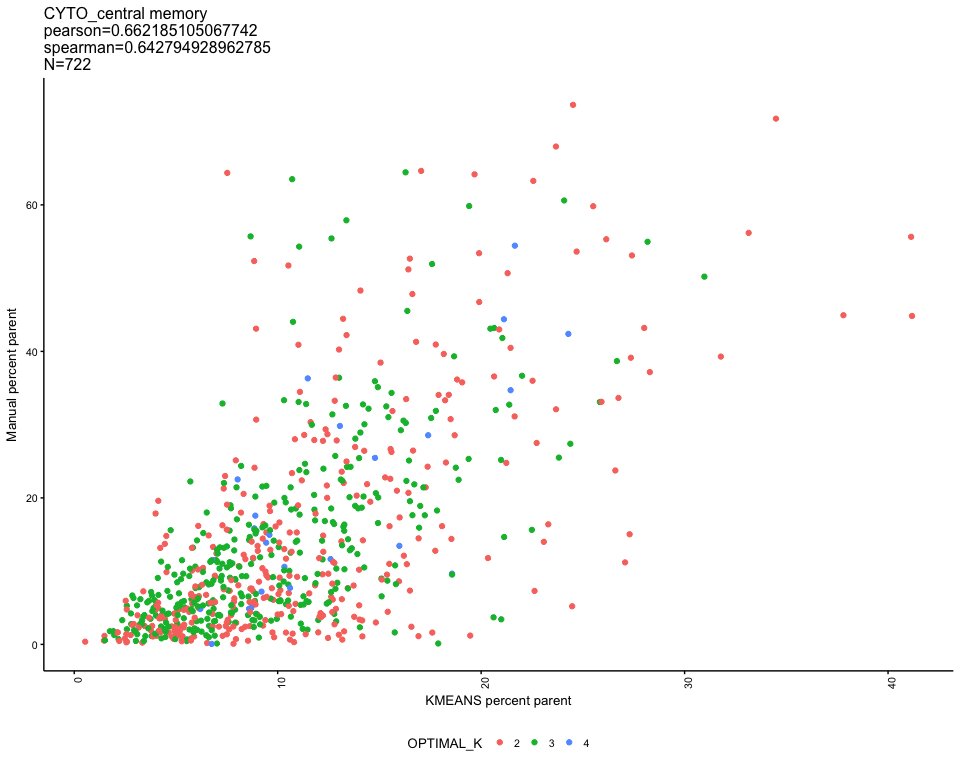 CYTO_central memory
pearson=0.662185105067742
spearman=0.642794928962785
N=722
Manual percent parent
60
40
20
0
0
10
20
30
40
KMEANS percent parent
OPTIMAL_K 2 3 4